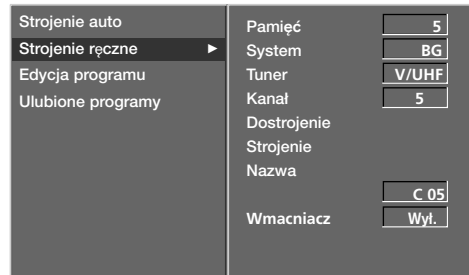 Strojenie auto
Strojenie ręczne ►
Edycja programu
Ulubione programy
Pamięć 5
System BG
Tuner V/UHF
Kanał 5
Dostrojenie
Strojenie
Nazwa
C 05
Wmacniacz Wył.